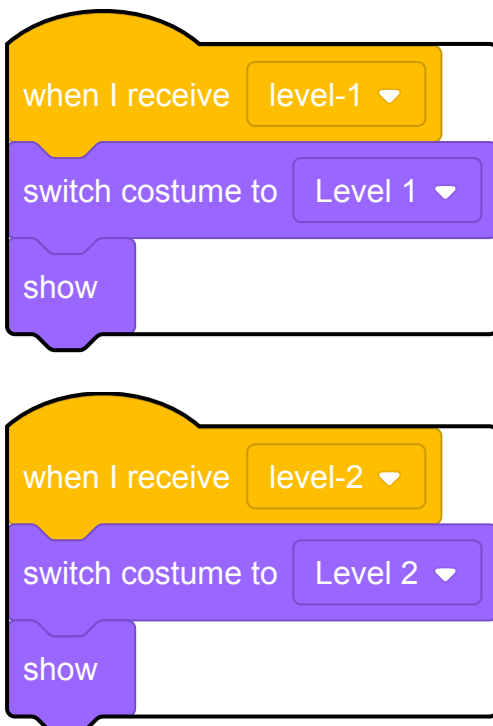 when I receive level-1
switch costume to Level 1
show
when I receive level-2
switch costume to Level 2
show